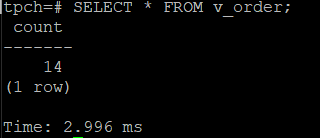 tpch=# SELECT * FROM v_order;
count
-------
14
(1 row)
Time: 2.996 ms